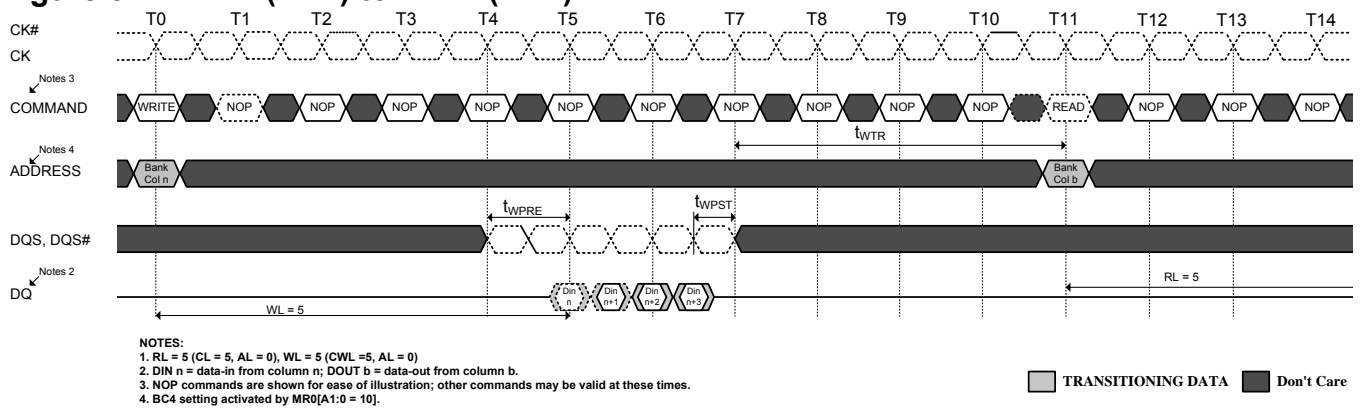 T0 T1 T2 T3 T4 T5 T6 T7 T8 T9 T10 T11 T12 T13 T14
CK#
CK
Notes 3
COMMAND WRITE NOP NOP NOP NOP NOP NOP NOP NOP NOP NOP READ NOP NOP NOP
tWTR
Notes 4
ADDRESS Bank Col n Bank Col b
tWPRE tWPST
DQS, DQS#
Notes 2
DQ Din n Din n+1 Din n+2 Din n+3
RL = 5
WL = 5
NOTES:
1. RL = 5 (CL = 5, AL = 0), WL = 5 (CWL =5, AL = 0)
2. DIN n = data-in from column n; DOUT b = data-out from column b.
3. NOP commands are shown for ease of illustration; other commands may be valid at these times.
4. BC4 setting activated by MR0[A1:0 = 10].
TRANSITIONING DATA Don't Care